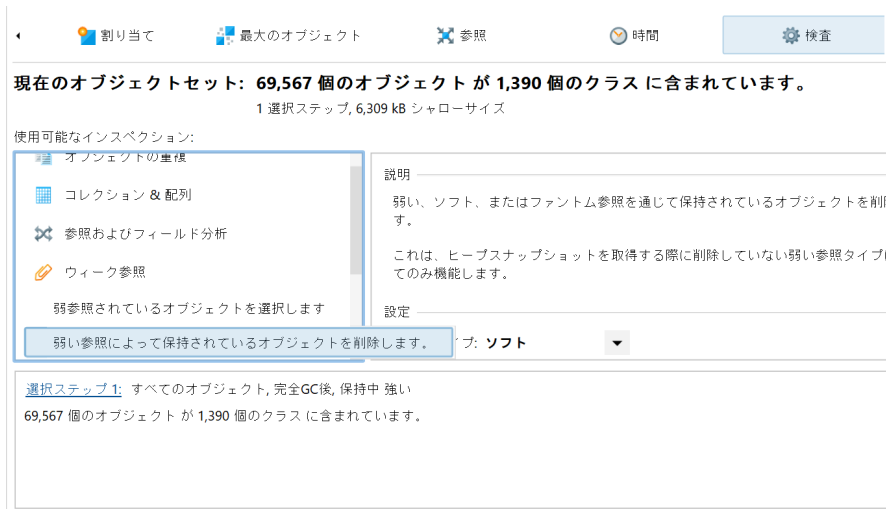 割り当て
最大のオブジェクト
参照
時間
検査
現在のオブジェクトセット: 69,567 個のオブジェクト が 1,390 個のクラス に含まれています。
1 選択ステップ, 6,309 kB シャローサイズ
使用可能なインスペクション:
オブジェクトの重複
コレクション & 配列
参照およびフィールド分析
ウィーク参照
弱参照されているオブジェクトを選択します
弱い参照によって保持されているオブジェクトを削除します。
説明
弱い、ソフト、またはファントム参照を通じて保持されているオブジェクトを削
す。
これは、ヒープスナップショットを取得する際に削除していない弱い参照タイプ
てのみ機能します。
設定
プ: ソフト
選択ステップ 1: すべてのオブジェクト, 完全GC後, 保持中 強い
69,567 個のオブジェクト が 1,390 個のクラス に含まれています。